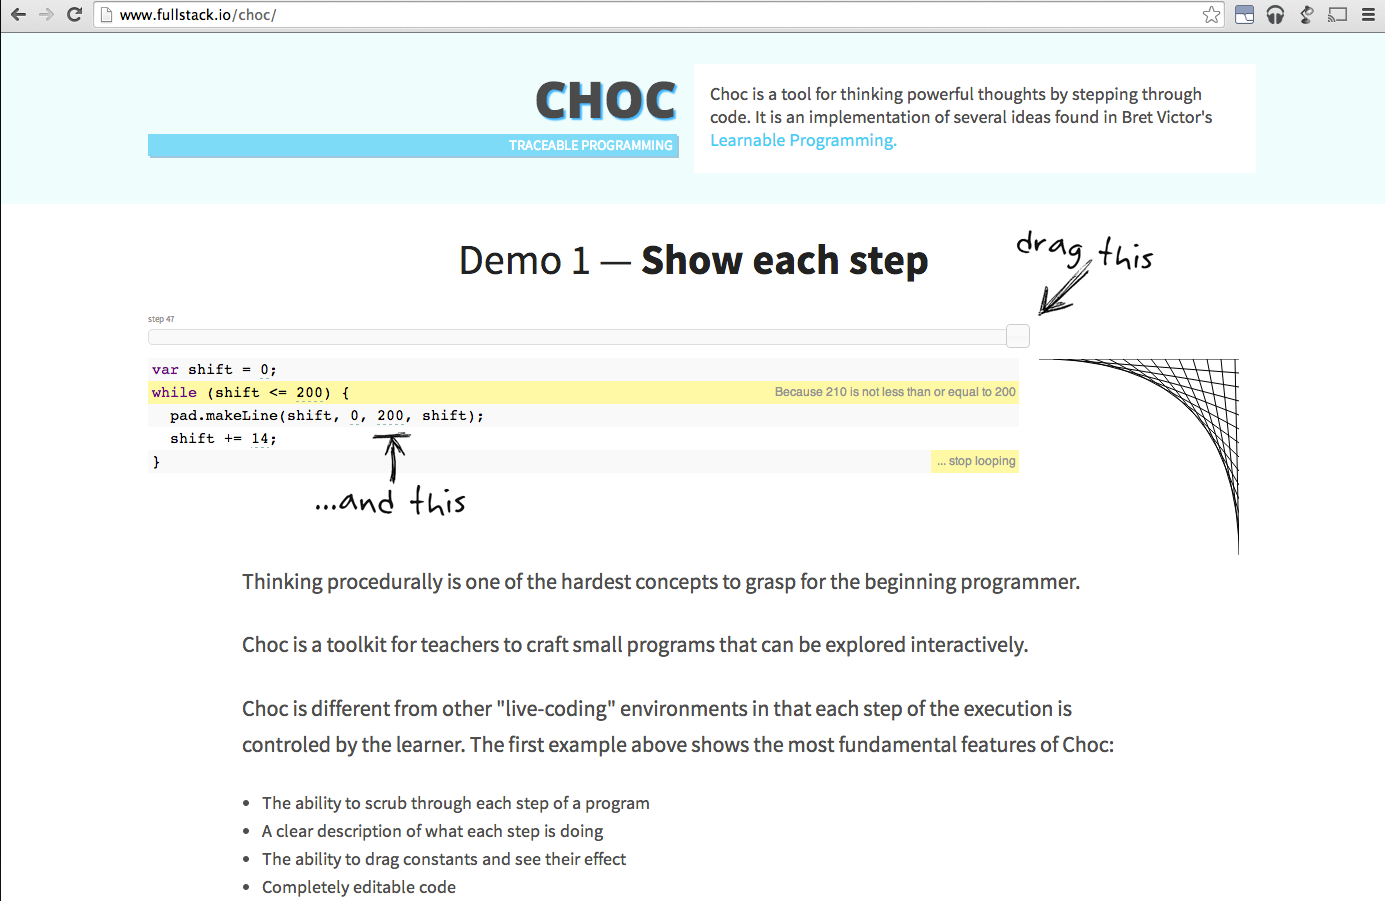 www.fullstack.io/choc/
CHOC
TRACEABLE PROGRAMMING
Choc is a tool for thinking powerful thoughts by stepping through
code. It is an implementation of several ideas found in Bret Victor's
Learnable Programming.
Demo 1 — Show each step
drag this
step 47
var shift = 0;
while (shift <= 200) {
Because 210 is not less than or equal to 200
pad.makeLine(shift, 0, 200, shift);
shift += 14;
}
... stop looping
...and this
Thinking procedurally is one of the hardest concepts to grasp for the beginning programmer.
Choc is a toolkit for teachers to craft small programs that can be explored interactively.
Choc is different from other "live-coding" environments in that each step of the execution is
controled by the learner. The first example above shows the most fundamental features of Choc:
• The ability to scrub through each step of a program
• A clear description of what each step is doing
• The ability to drag constants and see their effect
• Completely editable code